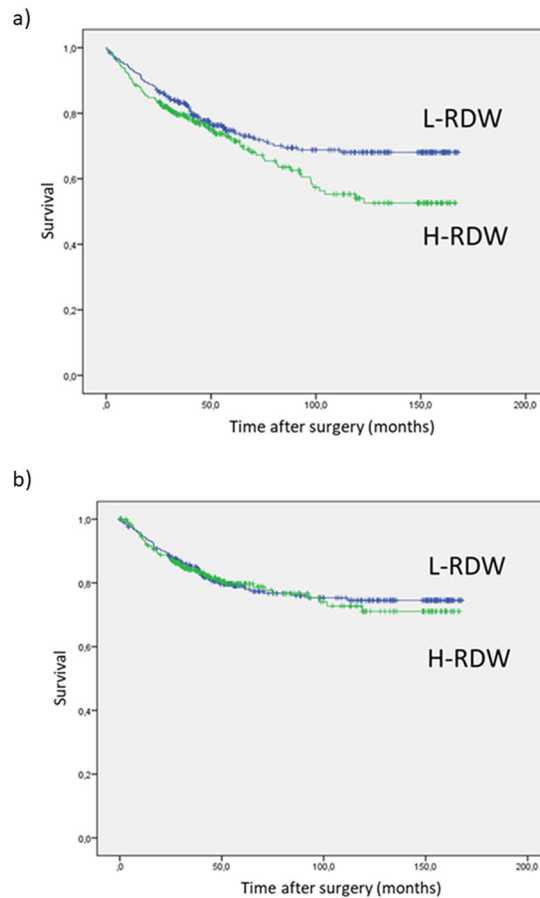 a)
1,0
0,8
L-RDW
0,6
H-RDW
0,4
0,2
0,0
Survival
,0 50,0 100,0 150,0 200,0
Time after surgery (months)
b)
1,0
0,8
L-RDW
0,6
H-RDW
0,4
0,2
0,0
Survival
,0 50,0 100,0 150,0 200,0
Time after surgery (months)